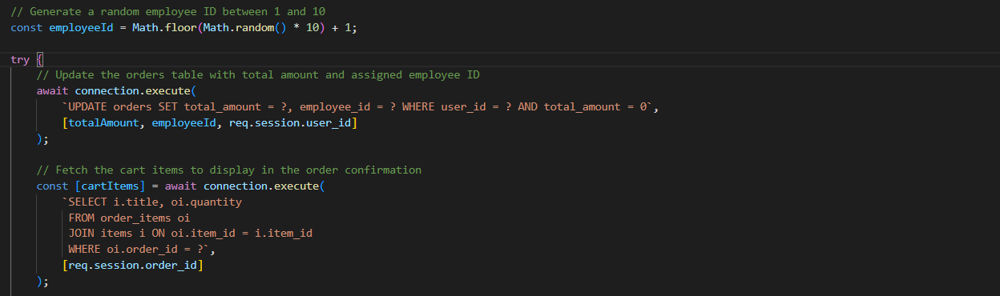 // Generate a random employee ID between 1 and 10
const employeeId = Math.floor(Math.random() * 10) + 1;
try {
// Update the orders table with total amount and assigned employee ID
await connection.execute(
`UPDATE orders SET total_amount = ?, employee_id = ? WHERE user_id = ? AND total_amount = 0`,
[totalAmount, employeeId, req.session.user_id]
);
// Fetch the cart items to display in the order confirmation
const [cartItems] = await connection.execute(
`SELECT i.title, oi.quantity
FROM order_items oi
JOIN items i ON oi.item_id = i.item_id
WHERE oi.order_id = ?`,
[req.session.order_id]
);